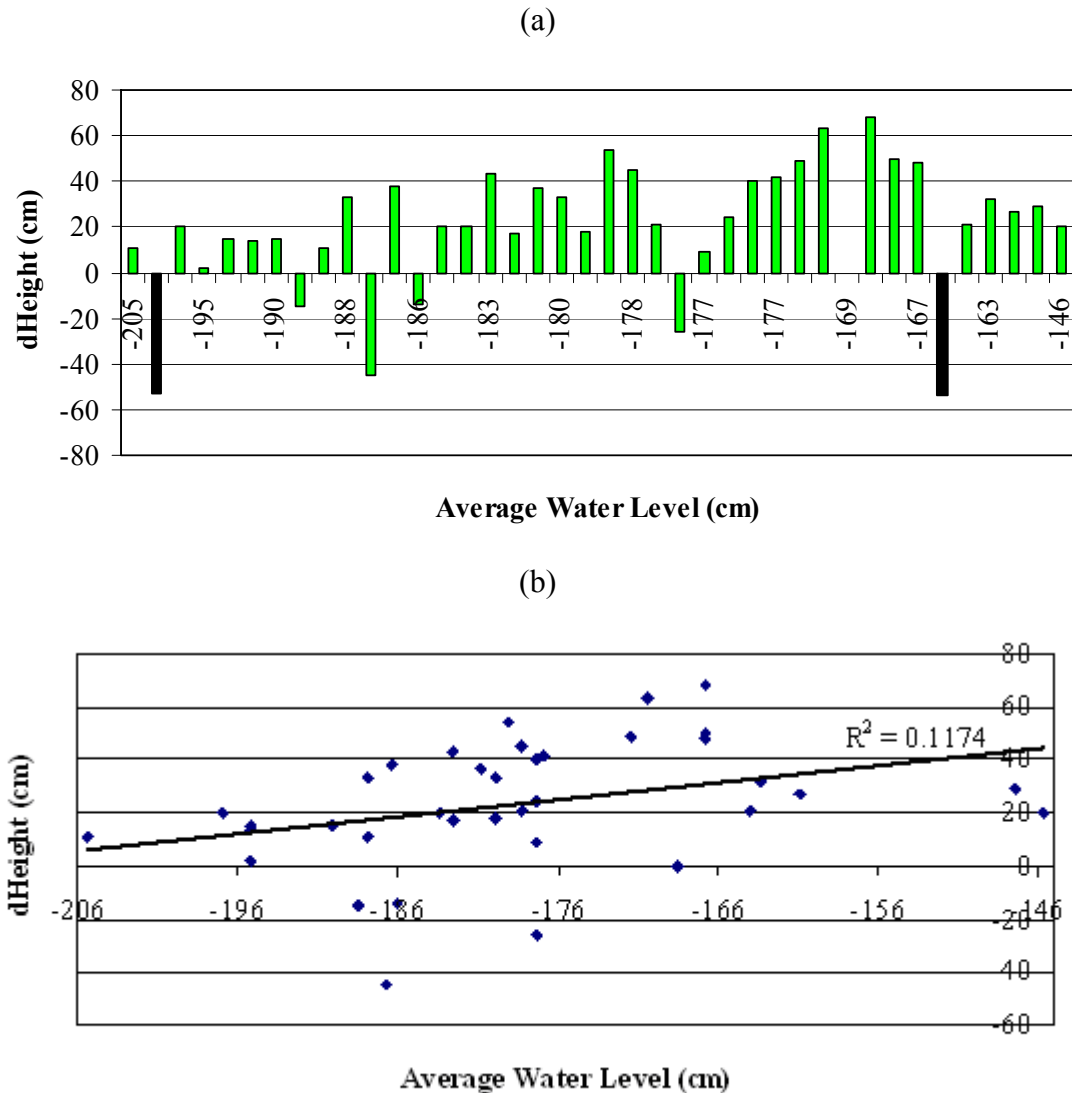 (a)
80
60
40
20
0
-20
-40
-60
-80
dHeight (cm)
-205 -195 -190 -188 -186 -183 -180 -178 -177 -177 -169 -167 -163 -146
Average Water Level (cm)
(b)
80
60
40
20
0
-20
-40
-60
R² = 0.1174
dHeight (cm)
-206 -196 -186 -176 -166 -156 -146
Average Water Level (cm)